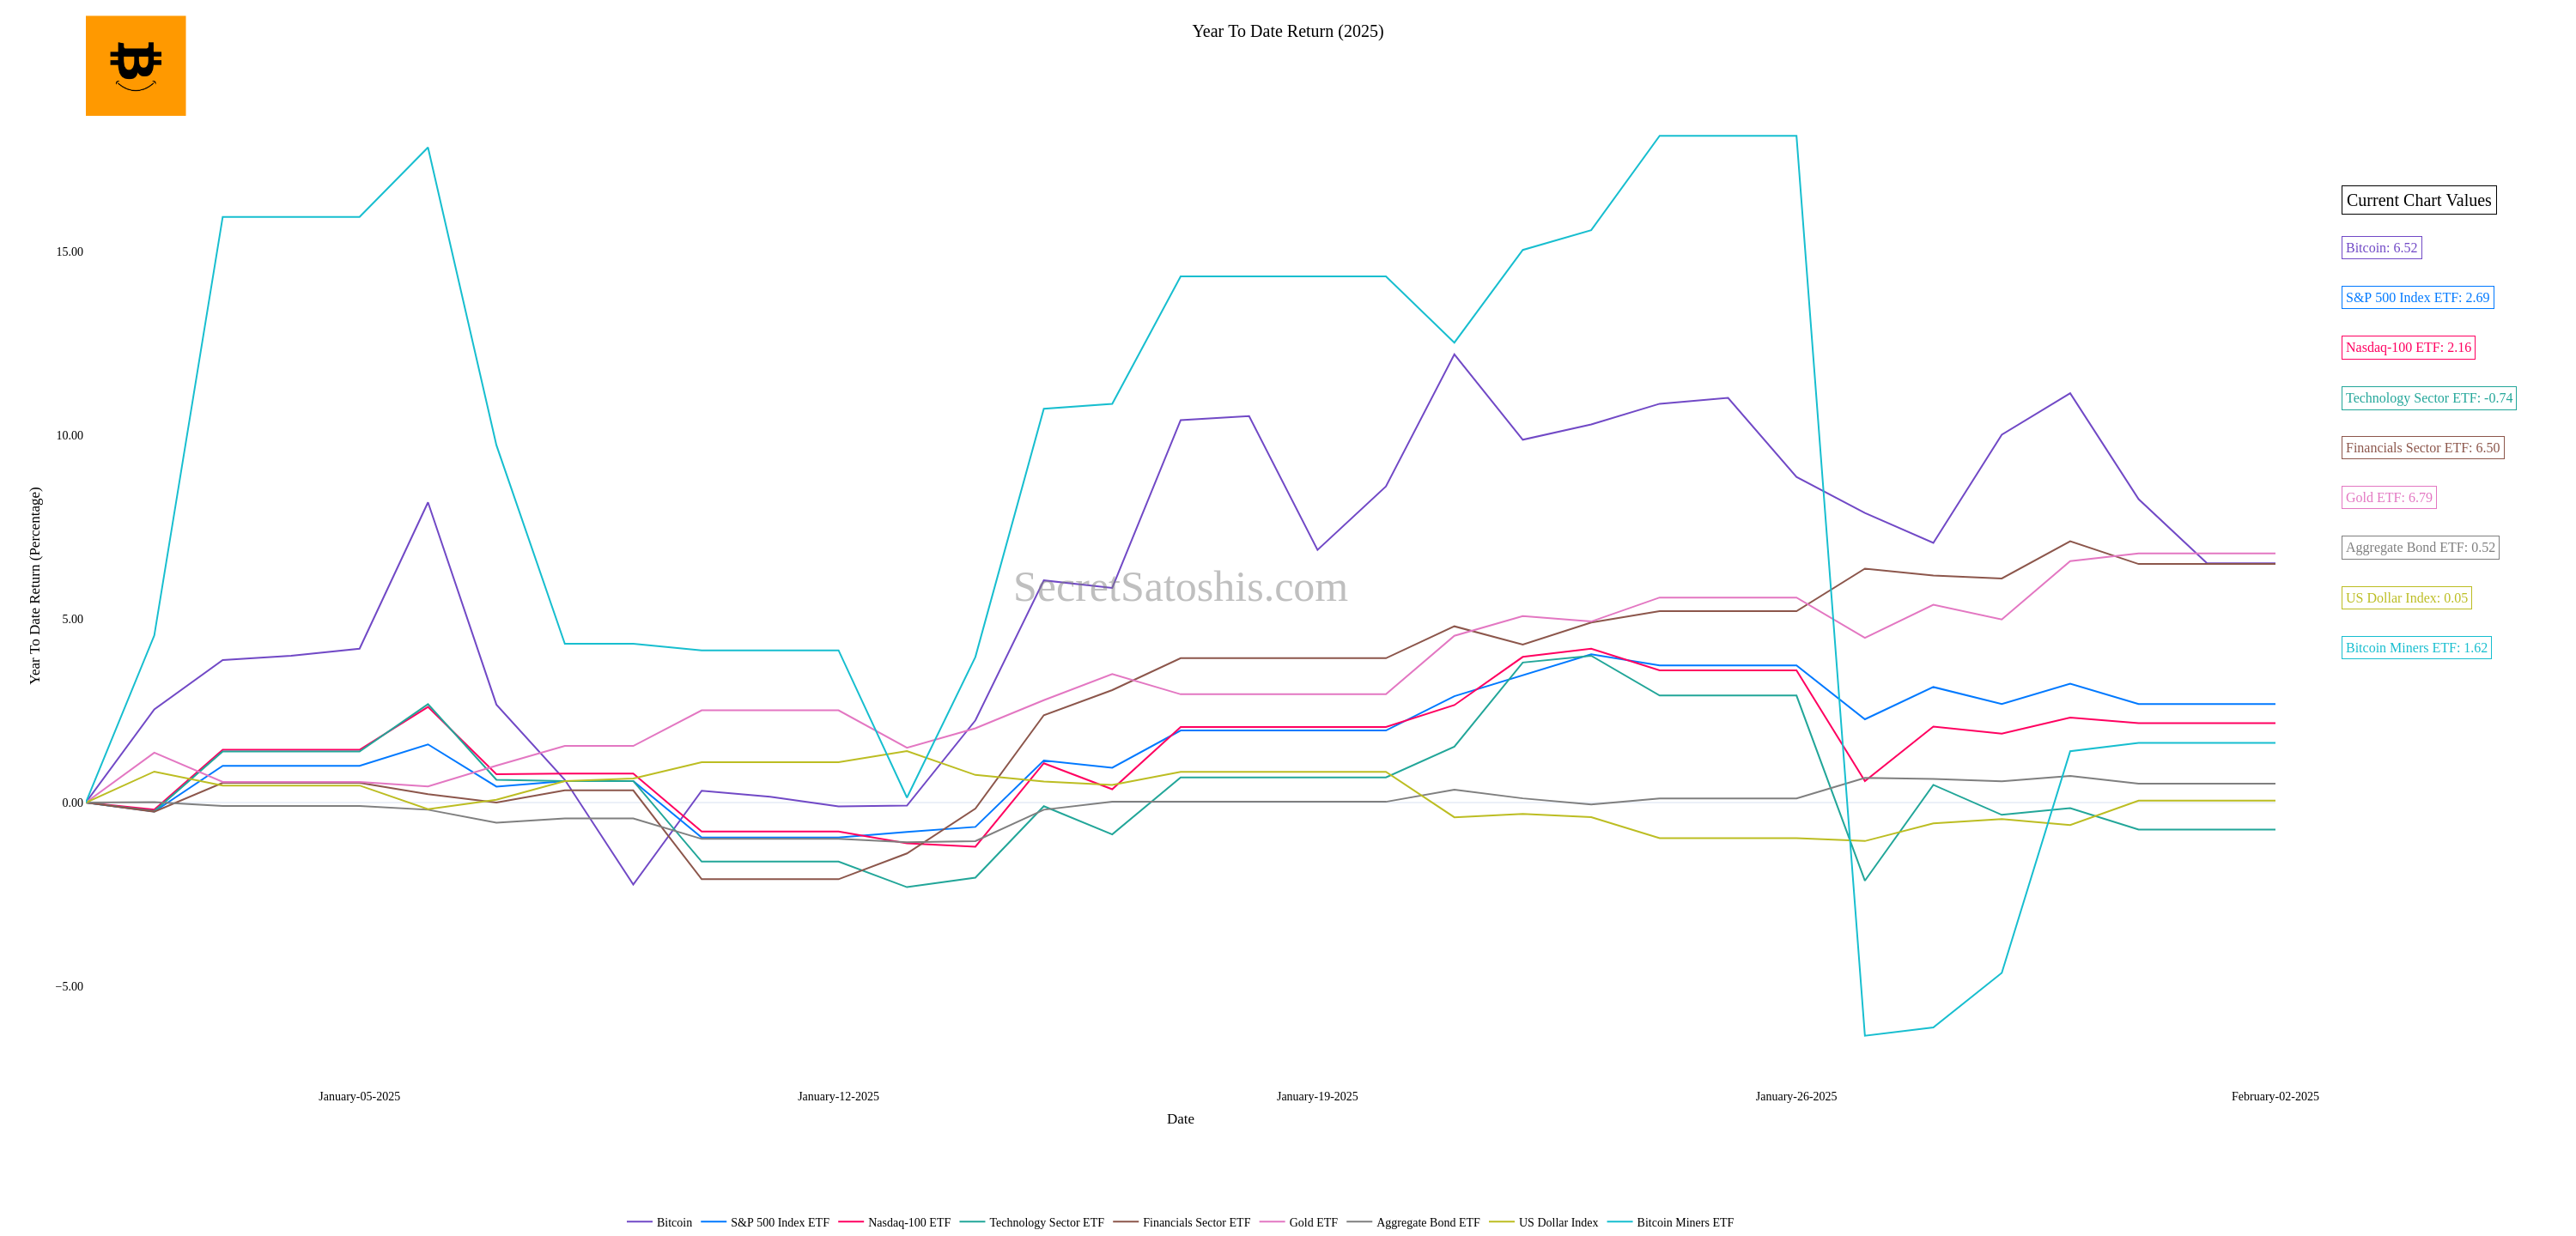 Year To Date Return (2025)
Current Chart Values
Bitcoin: 6.52
S&P 500 Index ETF: 2.69
Nasdaq-100 ETF: 2.16
Technology Sector ETF: -0.74
Financials Sector ETF: 6.50
Gold ETF: 6.79
Aggregate Bond ETF: 0.52
US Dollar Index: 0.05
Bitcoin Miners ETF: 1.62
Year To Date Return (Percentage)
15.00
10.00
5.00
0.00
−5.00
SecretSatoshis.com
January-05-2025 January-12-2025 January-19-2025 January-26-2025 February-02-2025
Date
Bitcoin S&P 500 Index ETF Nasdaq-100 ETF Technology Sector ETF Financials Sector ETF Gold ETF Aggregate Bond ETF US Dollar Index Bitcoin Miners ETF